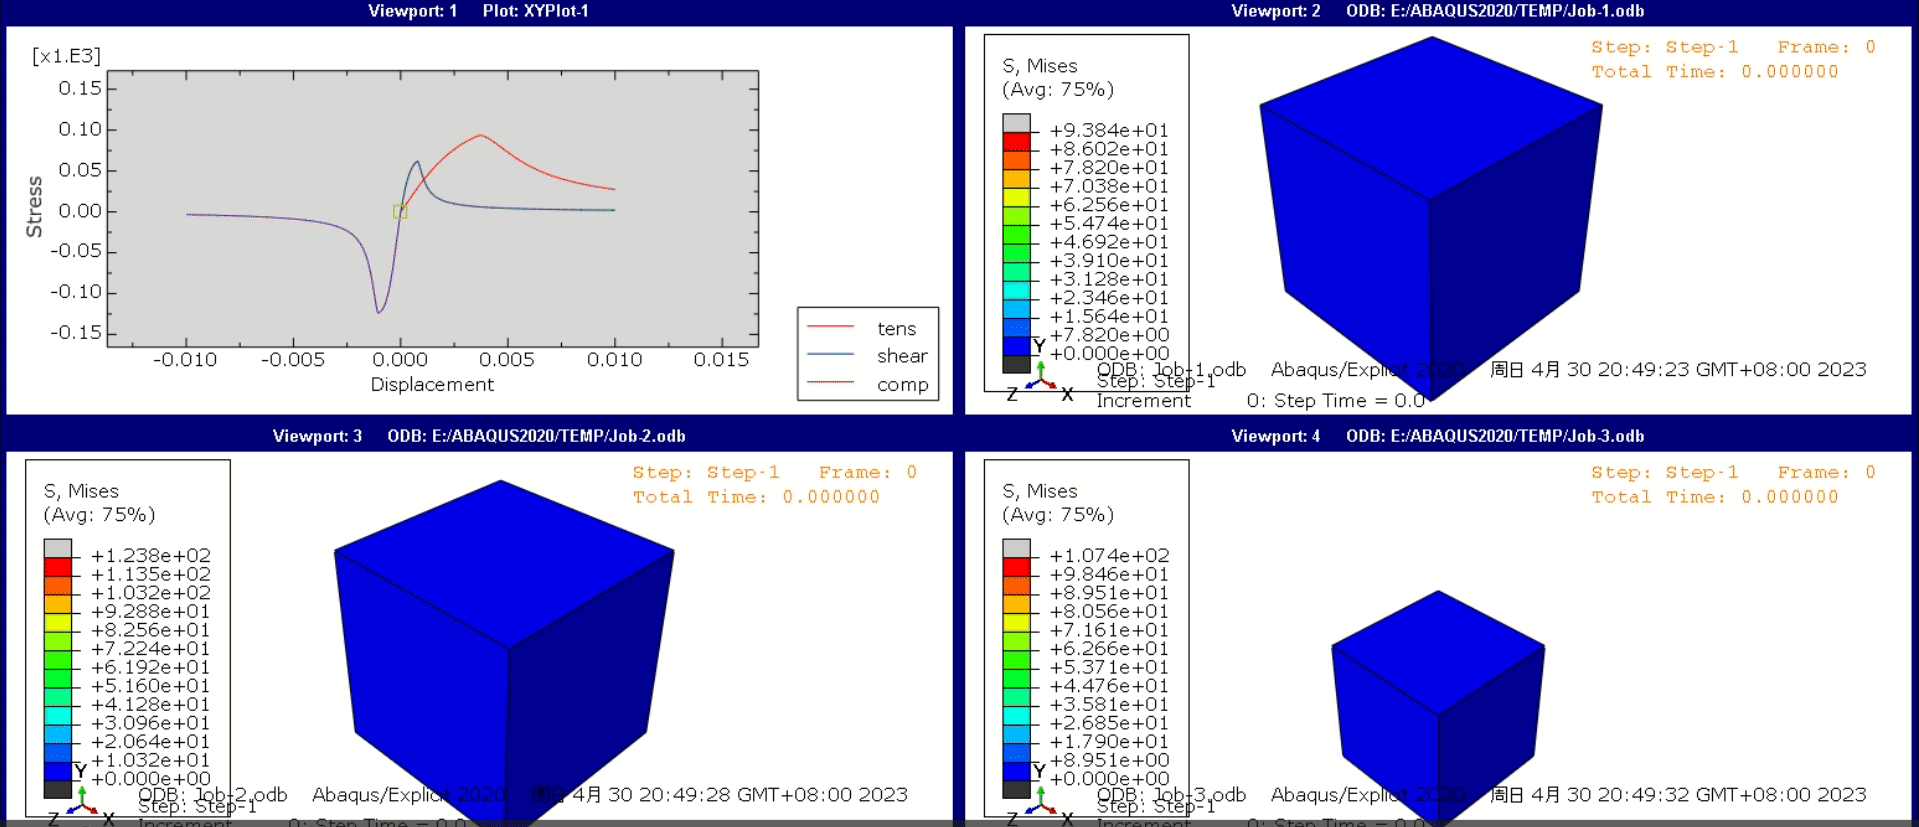 Viewport: 1 Plot: XYPlot-1
[x1.E3]
0.15
0.10
0.05
0.00
-0.05
-0.10
-0.15
Stress
-0.010 -0.005 0.000 0.005 0.010 0.015
Displacement
tens
shear
comp
Viewport: 2 ODB: E:/ABAQUS2020/TEMP/Job-1.odb
S, Mises
(Avg: 75%)
+9.384e+01
+8.602e+01
+7.820e+01
+7.038e+01
+6.256e+01
+5.474e+01
+4.692e+01
+3.910e+01
+3.128e+01
+2.346e+01
+1.564e+01
+7.820e+00
+0.000e+00
Step: Step-1 Frame: 0
Total Time: 0.000000
Y
Z X
ODB: Job-1.odb Abaqus/Explicit 2020 周日 4月 30 20:49:23 GMT+08:00 2023
Step: Step-1
Increment 0: Step Time = 0.0
Viewport: 3 ODB: E:/ABAQUS2020/TEMP/Job-2.odb
S, Mises
(Avg: 75%)
+1.238e+02
+1.135e+02
+1.032e+02
+9.288e+01
+8.256e+01
+7.224e+01
+6.192e+01
+5.160e+01
+4.128e+01
+3.096e+01
+2.064e+01
+1.032e+01
+0.000e+00
Step: Step-1 Frame: 0
Total Time: 0.000000
Y
Z X
ODB: Job-2.odb Abaqus/Explicit 2020 周日 4月 30 20:49:28 GMT+08:00 2023
Step: Step-1
Increment 0: Step Time = 0.0
Viewport: 4 ODB: E:/ABAQUS2020/TEMP/Job-3.odb
S, Mises
(Avg: 75%)
+1.074e+02
+9.846e+01
+8.951e+01
+8.056e+01
+7.161e+01
+6.266e+01
+5.371e+01
+4.476e+01
+3.581e+01
+2.685e+01
+1.790e+01
+8.951e+00
+0.000e+00
Step: Step-1 Frame: 0
Total Time: 0.000000
Y
Z X
ODB: Job-3.odb Abaqus/Explicit 2020 周日 4月 30 20:49:32 GMT+08:00 2023
Step: Step-1
Increment 0: Step Time = 0.0